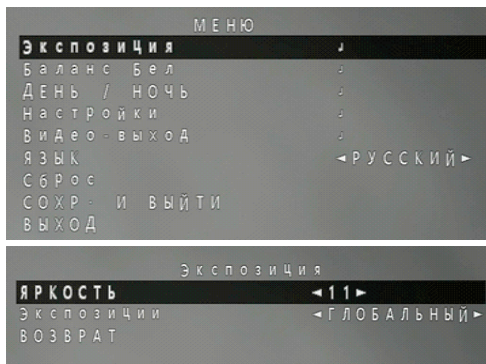 МЕНЮ
Экспозиция ↲
Баланс Бел ↲
ДЕНЬ / НОЧЬ ↲
Настройки ↲
Видео-выход ↲
ЯЗЫК ◄РУССКИЙ►
Сброс
СОХР. И ВЫЙТИ
ВЫХОД
Экспозиция
ЯРКОСТЬ ◄11►
Экспозиции ◄ГЛОБАЛЬНЫЙ►
ВОЗВРАТ